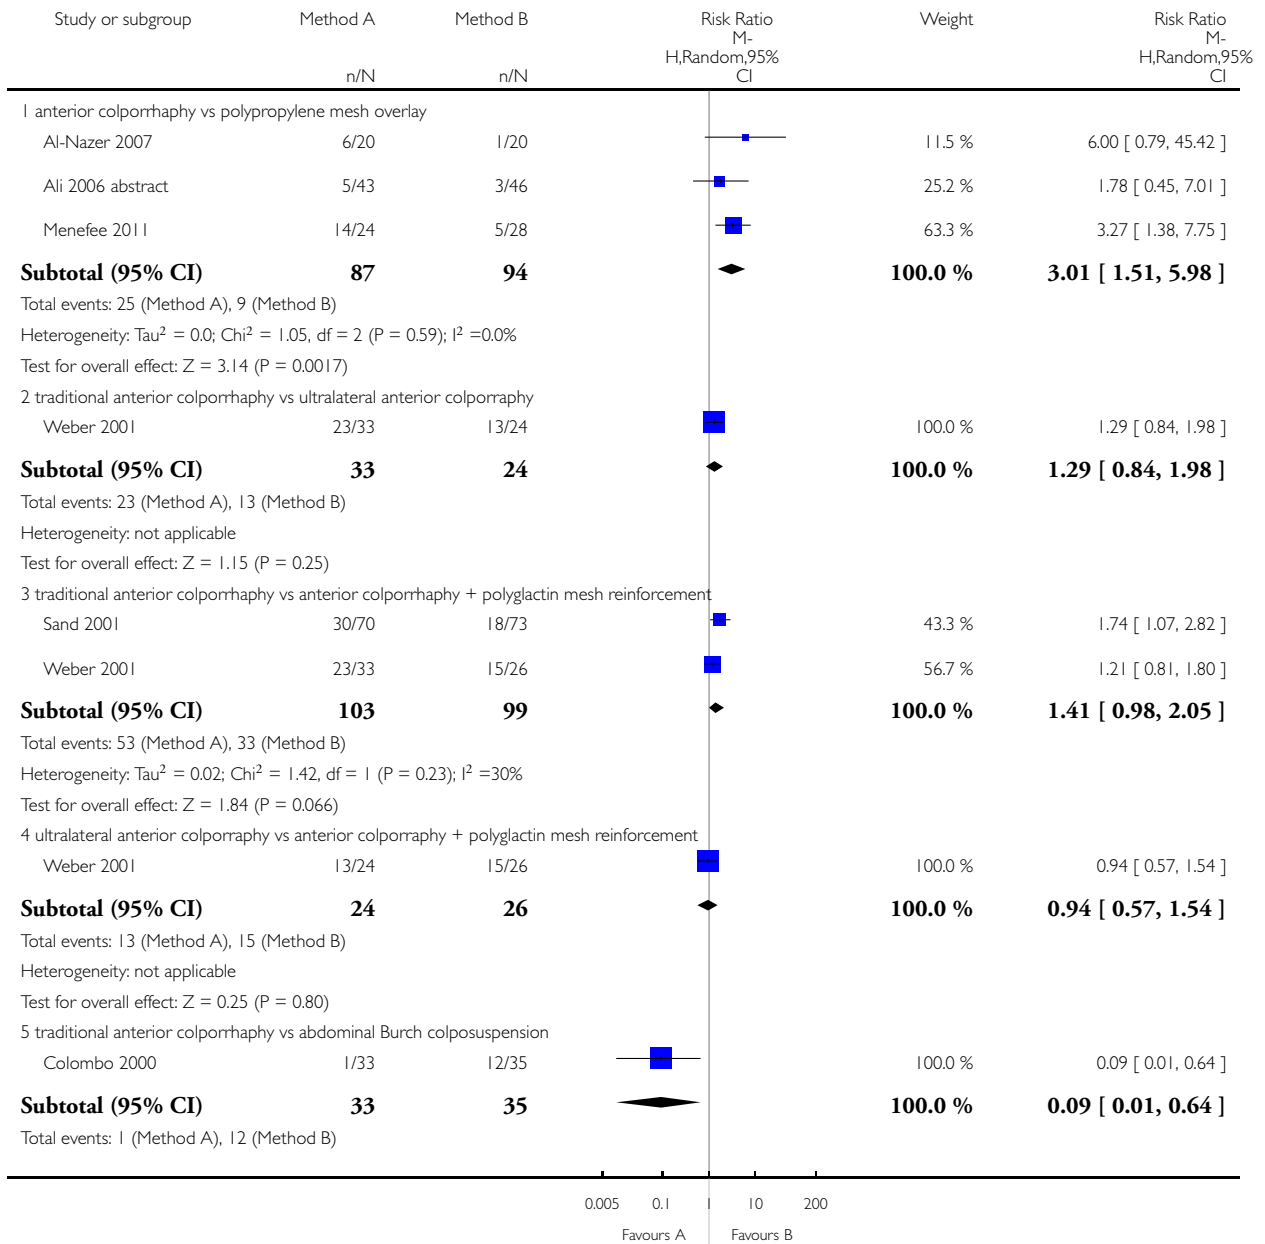 Study or subgroup Method A Method B Risk Ratio Weight Risk Ratio
M- M-
H,Random,95% H,Random,95%
n/N n/N CI CI
1 anterior colporrhaphy vs polypropylene mesh overlay
Al-Nazer 2007 6/20 1/20 11.5 % 6.00 [ 0.79, 45.42 ]
Ali 2006 abstract 5/43 3/46 25.2 % 1.78 [ 0.45, 7.01 ]
Menefee 2011 14/24 5/28 63.3 % 3.27 [ 1.38, 7.75 ]
Subtotal (95% CI) 87 94 100.0 % 3.01 [ 1.51, 5.98 ]
Total events: 25 (Method A), 9 (Method B)
Heterogeneity: Tau² = 0.0; Chi² = 1.05, df = 2 (P = 0.59); I² =0.0%
Test for overall effect: Z = 3.14 (P = 0.0017)
2 traditional anterior colporrhaphy vs ultralateral anterior colporraphy
Weber 2001 23/33 13/24 100.0 % 1.29 [ 0.84, 1.98 ]
Subtotal (95% CI) 33 24 100.0 % 1.29 [ 0.84, 1.98 ]
Total events: 23 (Method A), 13 (Method B)
Heterogeneity: not applicable
Test for overall effect: Z = 1.15 (P = 0.25)
3 traditional anterior colporrhaphy vs anterior colporrhaphy + polyglactin mesh reinforcement
Sand 2001 30/70 18/73 43.3 % 1.74 [ 1.07, 2.82 ]
Weber 2001 23/33 15/26 56.7 % 1.21 [ 0.81, 1.80 ]
Subtotal (95% CI) 103 99 100.0 % 1.41 [ 0.98, 2.05 ]
Total events: 53 (Method A), 33 (Method B)
Heterogeneity: Tau² = 0.02; Chi² = 1.42, df = 1 (P = 0.23); I² =30%
Test for overall effect: Z = 1.84 (P = 0.066)
4 ultralateral anterior colporraphy vs anterior colporraphy + polyglactin mesh reinforcement
Weber 2001 13/24 15/26 100.0 % 0.94 [ 0.57, 1.54 ]
Subtotal (95% CI) 24 26 100.0 % 0.94 [ 0.57, 1.54 ]
Total events: 13 (Method A), 15 (Method B)
Heterogeneity: not applicable
Test for overall effect: Z = 0.25 (P = 0.80)
5 traditional anterior colporrhaphy vs abdominal Burch colposuspension
Colombo 2000 1/33 12/35 100.0 % 0.09 [ 0.01, 0.64 ]
Subtotal (95% CI) 33 35 100.0 % 0.09 [ 0.01, 0.64 ]
Total events: 1 (Method A), 12 (Method B)
0.005 0.1 1 10 200
Favours A Favours B